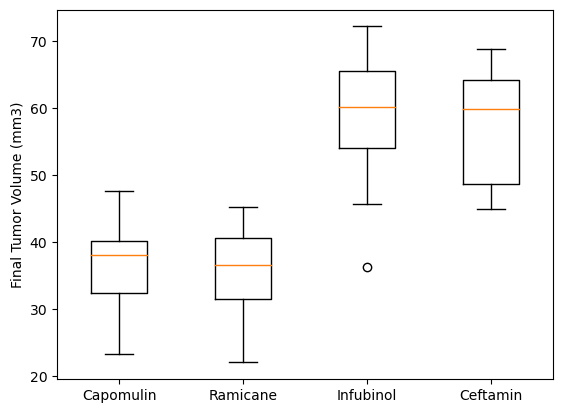 Final Tumor Volume (mm3)
70
60
50
40
30
20
Capomulin
Ramicane
Infubinol
Ceftamin